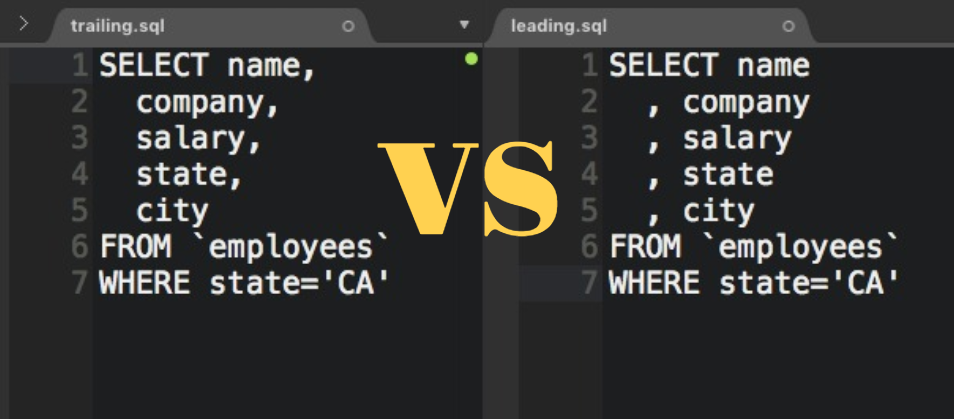 trailing.sql
1 SELECT name,
2   company,
3   salary,
4   state,
5   city
6 FROM `employees`
7 WHERE state='CA'
VS
leading.sql
1 SELECT name
2   , company
3   , salary
4   , state
5   , city
6 FROM `employees`
7 WHERE state='CA'